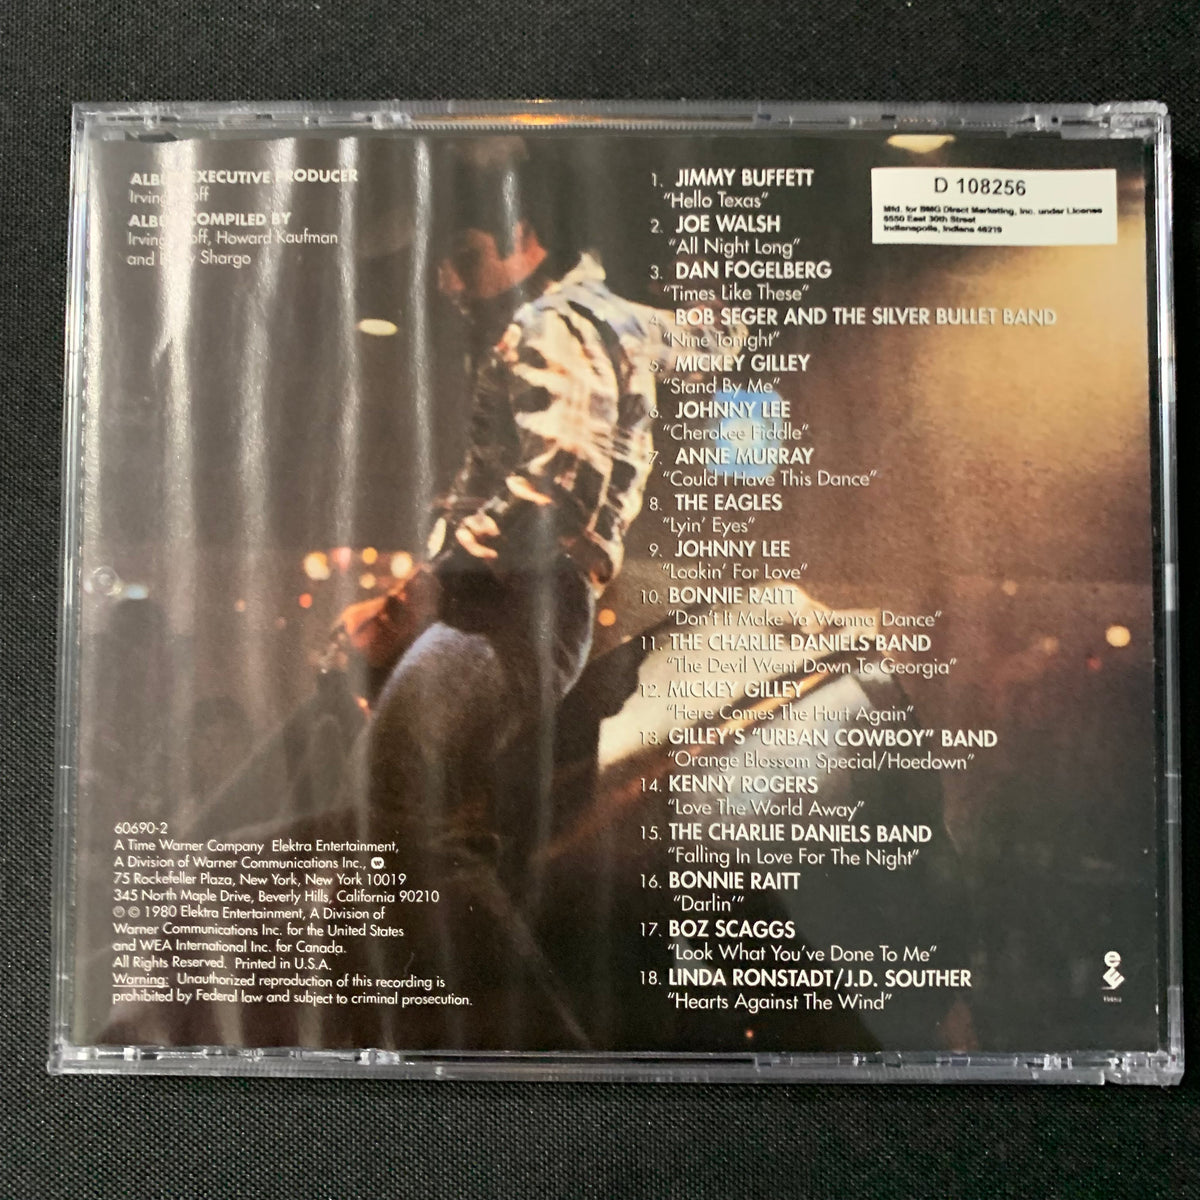 ALBUM EXECUTIVE PRODUCER
Irving off
ALBUM COMPILED BY
Irving off, Howard Kaufman
and Shargo
1. JIMMY BUFFETT
"Hello Texas"
2. JOE WALSH
"All Night Long"
3. DAN FOGELBERG
"Times Like These"
4. BOB SEGER AND THE SILVER BULLET BAND
"Nine Tonight"
5. MICKEY GILLEY
"Stand By Me"
6. JOHNNY LEE
"Cherokee Fiddle"
7. ANNE MURRAY
"Could I Have This Dance"
8. THE EAGLES
"Lyin' Eyes"
9. JOHNNY LEE
"Lookin' For Love"
10. BONNIE RAITT
"Don't It Make Ya Wanna Dance"
11. THE CHARLIE DANIELS BAND
"The Devil Went Down To Georgia"
12. MICKEY GILLEY
"Here Comes The Hurt Again"
13. GILLEY'S "URBAN COWBOY" BAND
"Orange Blossom Special/Hoedown"
14. KENNY ROGERS
"Love The World Away"
15. THE CHARLIE DANIELS BAND
"Falling In Love For The Night"
16. BONNIE RAITT
"Darlin'"
17. BOZ SCAGGS
"Look What You've Done To Me"
18. LINDA RONSTADT/J.D. SOUTHER
"Hearts Against The Wind"
D 108256
Mfd. for BMG Direct Marketing, Inc. under License
6550 East 30th Street
Indianapolis, Indiana 46219
60690-2
A Time Warner Company Elektra Entertainment,
A Division of Warner Communications Inc.,
75 Rockefeller Plaza, New York, New York 10019
345 North Maple Drive, Beverly Hills, California 90210
℗ © 1980 Elektra Entertainment, A Division of
Warner Communications Inc. for the United States
and WEA International Inc. for Canada.
All Rights Reserved. Printed in U.S.A.
Warning: Unauthorized reproduction of this recording is
prohibited by Federal law and subject to criminal prosecution.